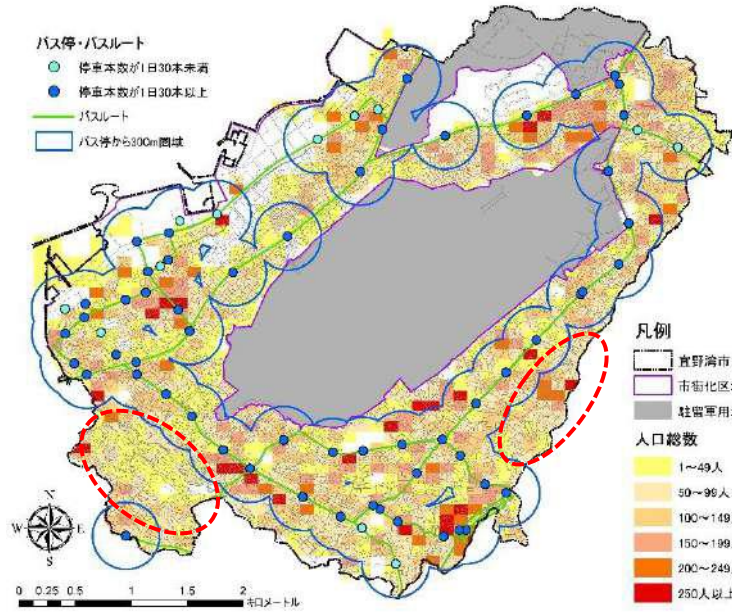 バス停・バスルート
停車本数が1日30本未満
停車本数が1日30本以上
バスルート
バス停から300m圏域
凡例
宜野湾市
市街化区
駐留軍用
人口総数
1～49人
50～99人
100～149
150～199
200～249
250人以上
N
W E
S
0 0.25 0.5 1 1.5 2
キロメートル